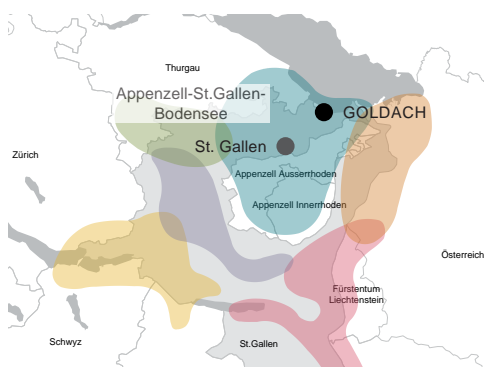 Thurgau
Appenzell-St.Gallen-
Bodensee
GOLDACH
St. Gallen
Zürich
Appenzell Ausserrhoden
Appenzell Innerrhoden
Österreich
Fürstentum
Liechtenstein
Schwyz
St.Gallen